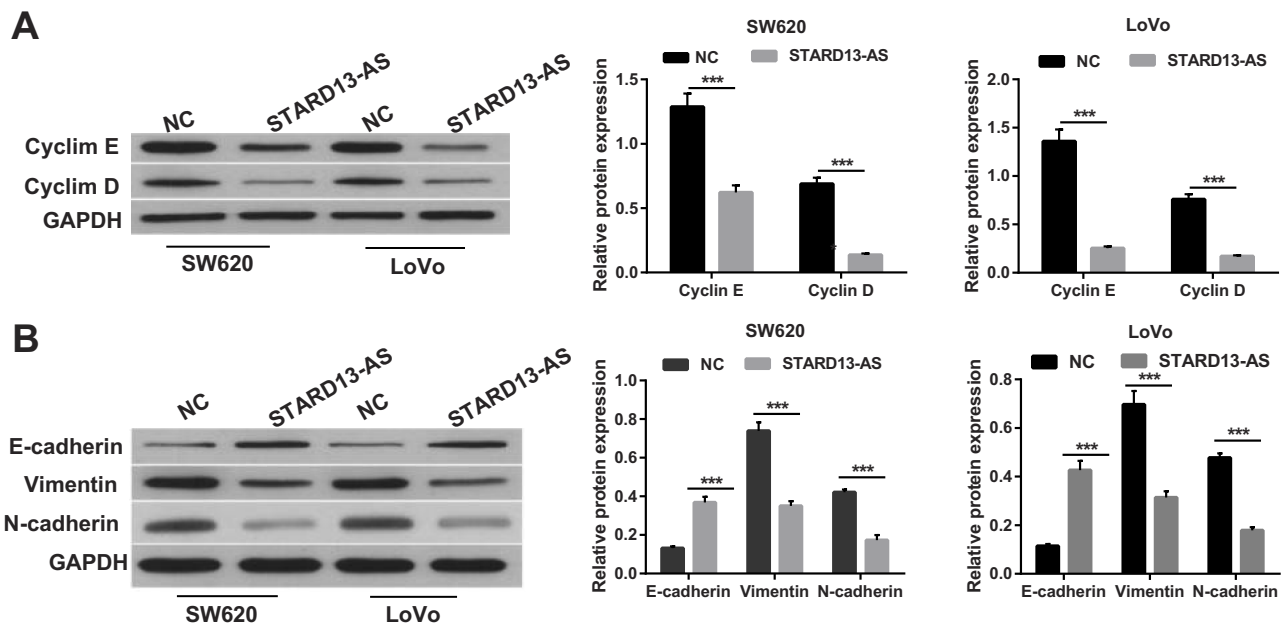 A
NC
STARD13-AS
NC
STARD13-AS
Cyclim E
Cyclim D
GAPDH
SW620
LoVo
SW620
NC
STARD13-AS
Relative protein expression
1.5
1.0
0.5
0.0
***
***
*
Cyclin E
Cyclin D
LoVo
NC
STARD13-AS
Relative protein expression
2.0
1.5
1.0
0.5
0.0
***
***
Cyclin E
Cyclin D
B
NC
STARD13-AS
NC
STARD13-AS
E-cadherin
Vimentin
N-cadherin
GAPDH
SW620
LoVo
SW620
NC
STARD13-AS
Relative protein expression
1.0
0.8
0.6
0.4
0.2
0.0
***
***
***
E-cadherin
Vimentin
N-cadherin
LoVo
NC
STARD13-AS
Relative protein expression
0.8
0.6
0.4
0.2
0.0
***
***
***
E-cadherin
Vimentin
N-cadherin